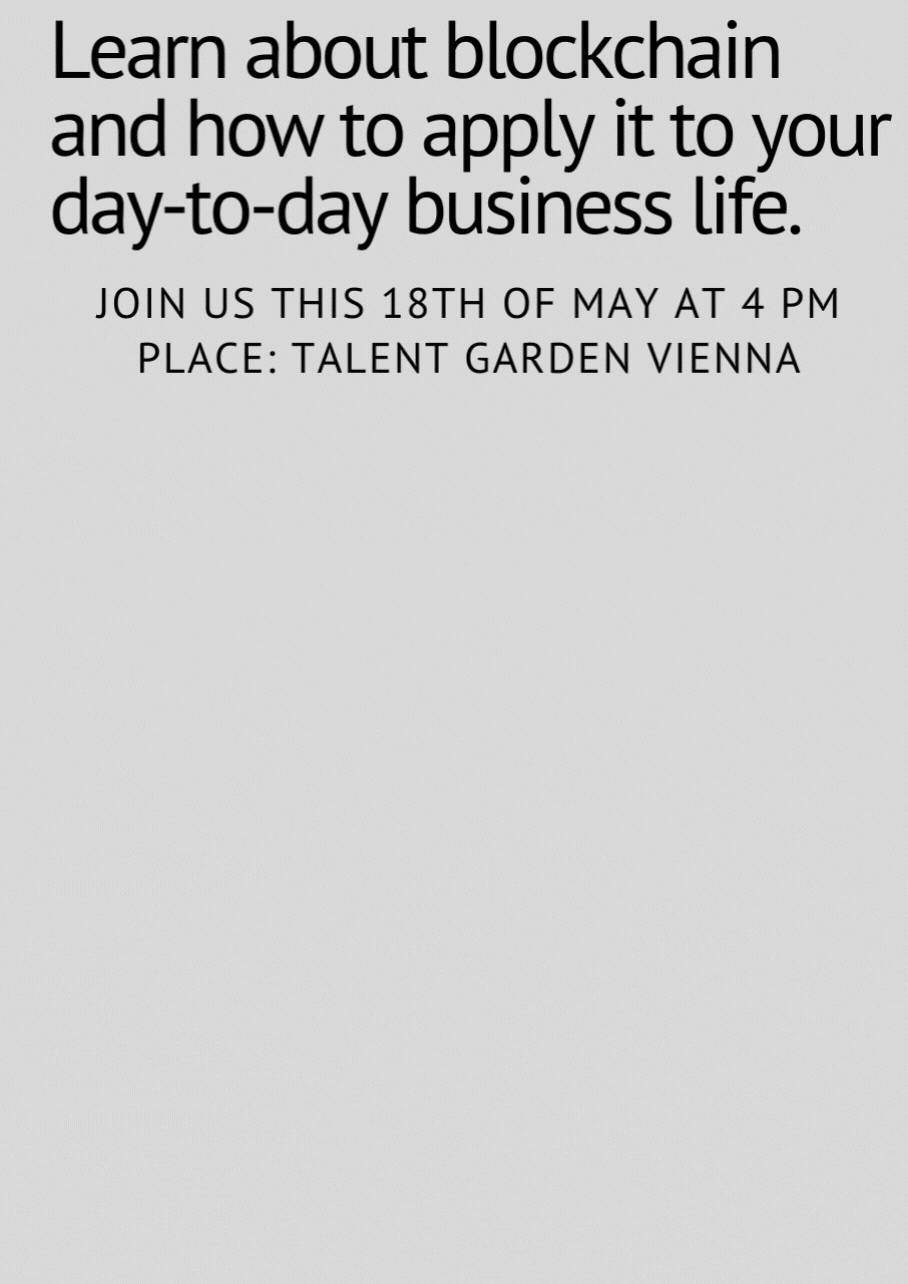 Learn about blockchain
and how to apply it to your
day-to-day business life.
JOIN US THIS 18TH OF MAY AT 4 PM
PLACE: TALENT GARDEN VIENNA